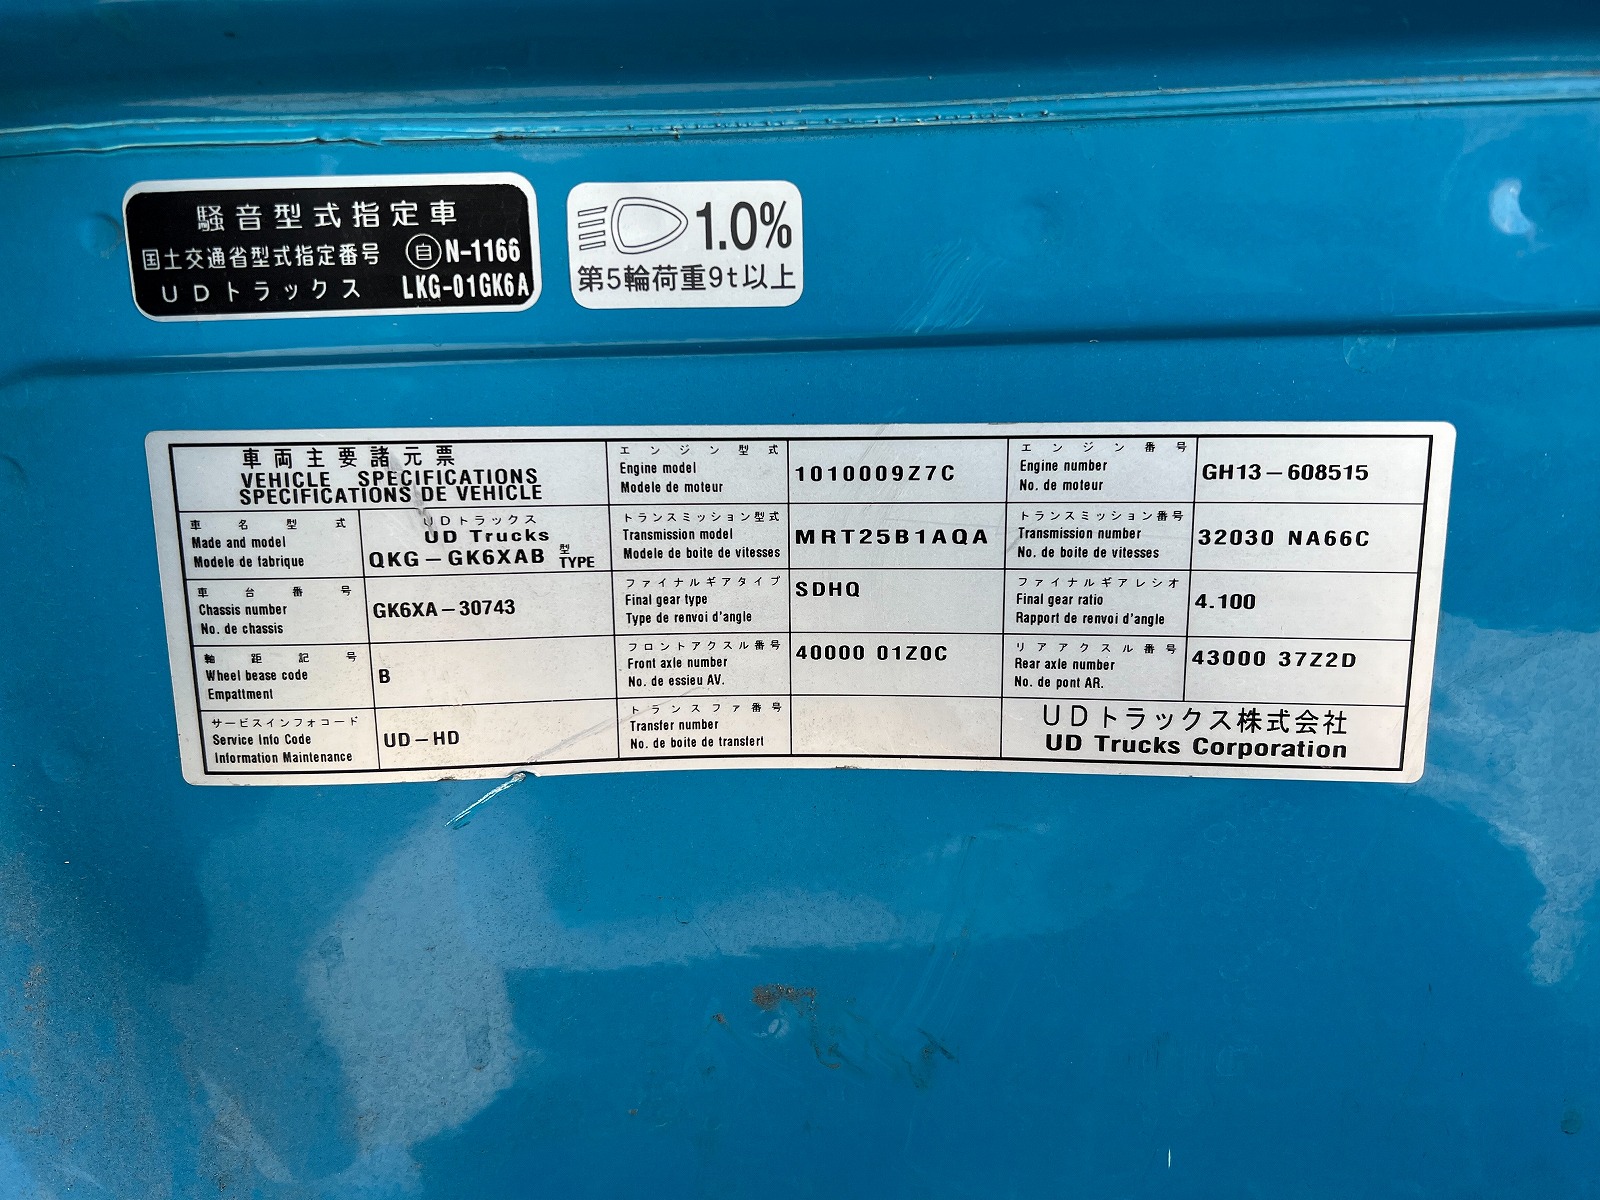 騒音型式指定車
国土交通省型式指定番号 自 N-1166
UDトラックス LKG-01GK6A
1.0%
第5輪荷重9t以上
車両主要諸元票
VEHICLE SPECIFICATIONS
SPECIFICATIONS DE VEHICLE
エンジン型式
Engine model
Modele de moteur
1010009Z7C
エンジン番号
Engine number
No. de moteur
GH13-608515
車名型式
Made and model
Modele de fabrique
UDトラックス
UD Trucks
QKG-GK6XAB 型 TYPE
トランスミッション型式
Transmission model
Modele de boite de vitesses
MRT25B1AQA
トランスミッション番号
Transmission number
No. de boite de vitesses
32030 NA66C
車台番号
Chassis number
No. de chassis
GK6XA-30743
ファイナルギアタイプ
Final gear type
Type de renvoi d'angle
SDHQ
ファイナルギアレシオ
Final gear ratio
Rapport de renvoi d'angle
4.100
軸距記号
Wheel bease code
Empattment
B
フロントアクスル番号
Front axle number
No. de essieu AV.
40000 01Z0C
リアアクスル番号
Rear axle number
No. de pont AR.
43000 37Z2D
サービスインフォコード
Service Info Code
Information Maintenance
UD-HD
トランスファ番号
Transfer number
No. de boite de transfert
UDトラックス株式会社
UD Trucks Corporation